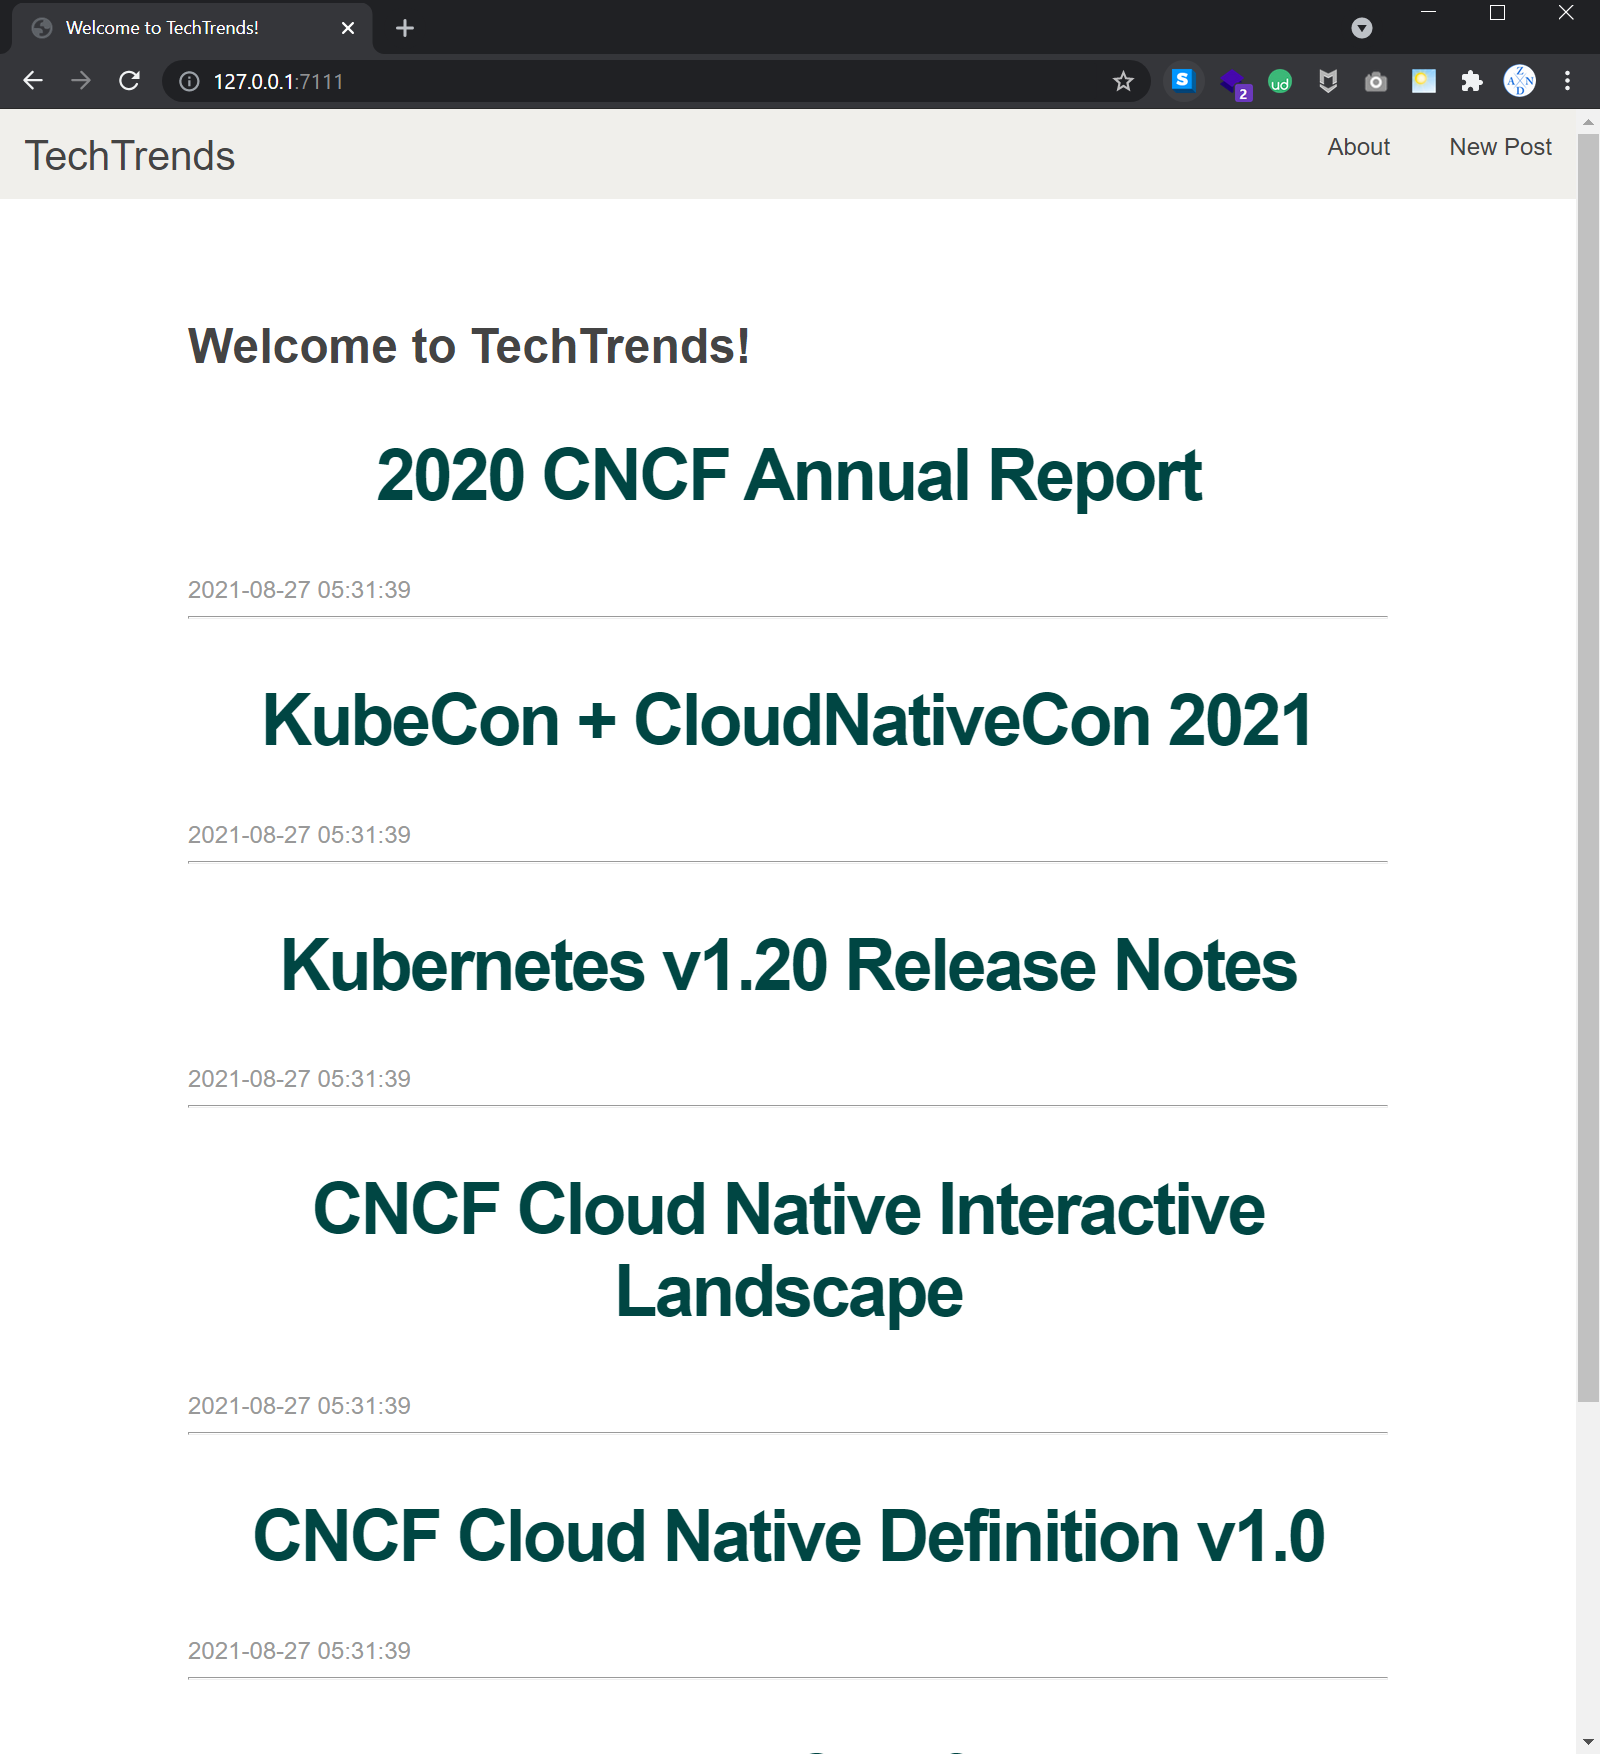 Welcome to TechTrends!
127.0.0.1:7111
S
2
ud
Z
A N
D
TechTrends
About
New Post
Welcome to TechTrends!
2020 CNCF Annual Report
2021-08-27 05:31:39
KubeCon + CloudNativeCon 2021
2021-08-27 05:31:39
Kubernetes v1.20 Release Notes
2021-08-27 05:31:39
CNCF Cloud Native Interactive
Landscape
2021-08-27 05:31:39
CNCF Cloud Native Definition v1.0
2021-08-27 05:31:39